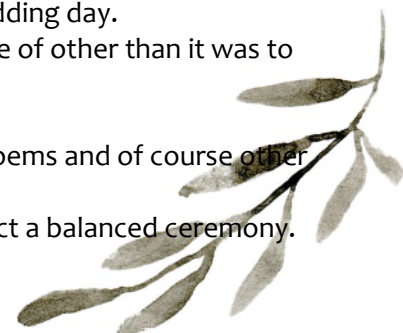 dding day.
e of other than it was to
oems and of course other
ct a balanced ceremony.